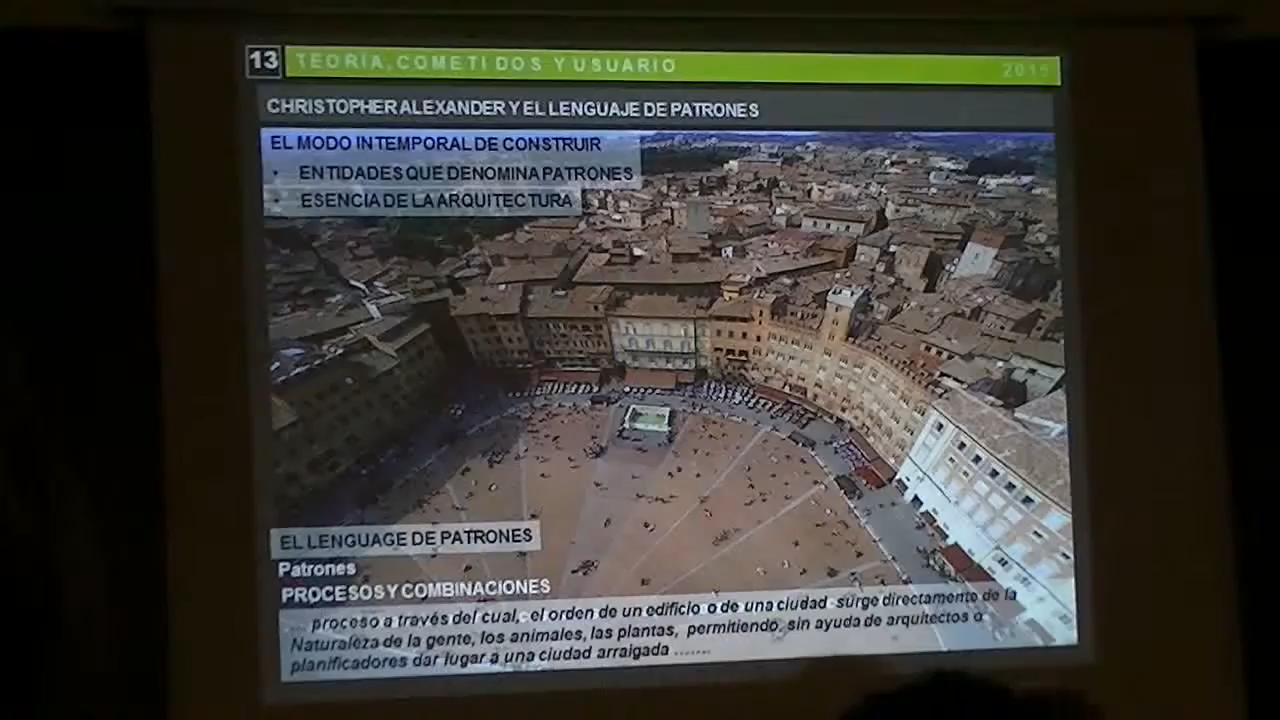 13 TEORÍA, COMETIDOS Y USUARIO 2015
CHRISTOPHER ALEXANDER Y EL LENGUAJE DE PATRONES
EL MODO INTEMPORAL DE CONSTRUIR
• ENTIDADES QUE DENOMINA PATRONES
• ESENCIA DE LA ARQUITECTURA
EL LENGUAGE DE PATRONES
Patrones
PROCESOS Y COMBINACIONES
proceso a través del cual, el orden de un edificio o de una ciudad surge directamente de la
Naturaleza de la gente, los animales, las plantas, permitiendo, sin ayuda de arquitectos o
planificadores dar lugar a una ciudad arraigada .......